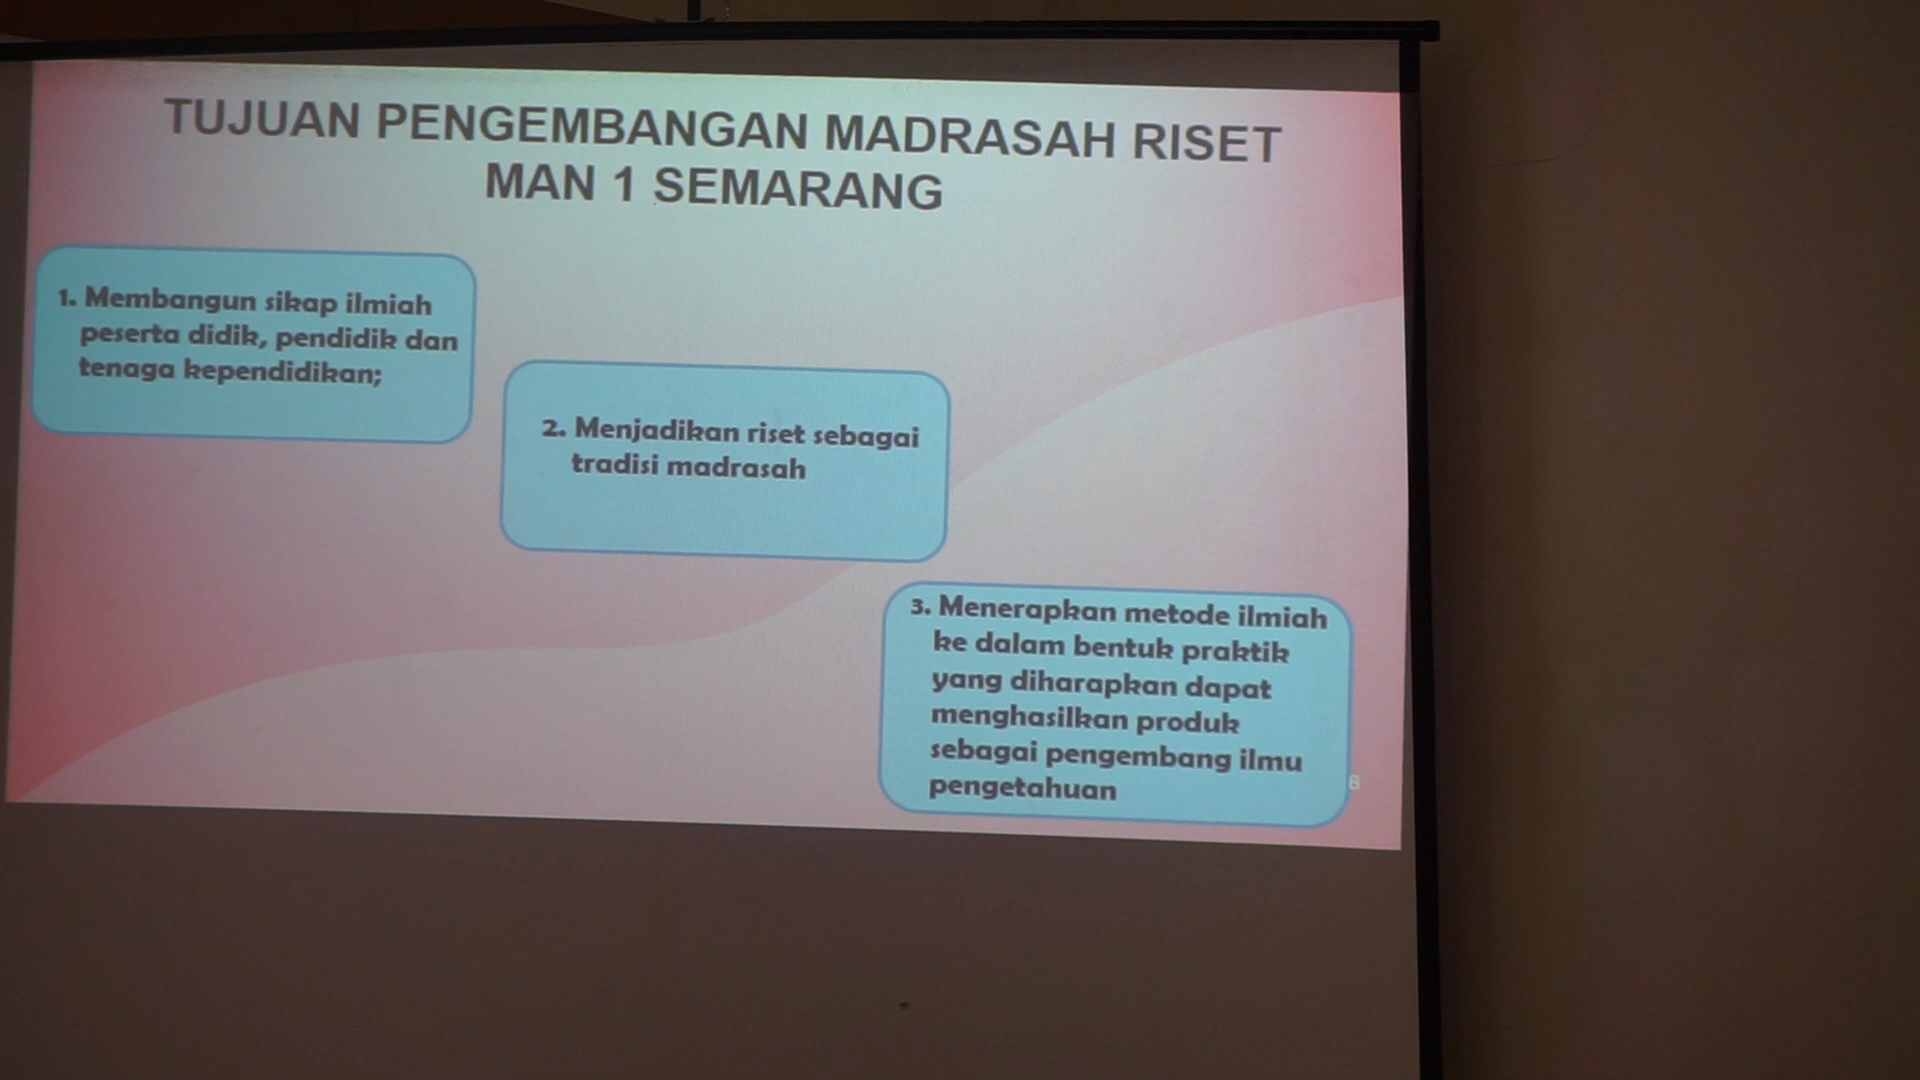 TUJUAN PENGEMBANGAN MADRASAH RISET
MAN 1 SEMARANG
1. Membangun sikap ilmiah
peserta didik, pendidik dan
tenaga kependidikan;
2. Menjadikan riset sebagai
tradisi madrasah
3. Menerapkan metode ilmiah
ke dalam bentuk praktik
yang diharapkan dapat
menghasilkan produk
sebagai pengembang ilmu
pengetahuan
8